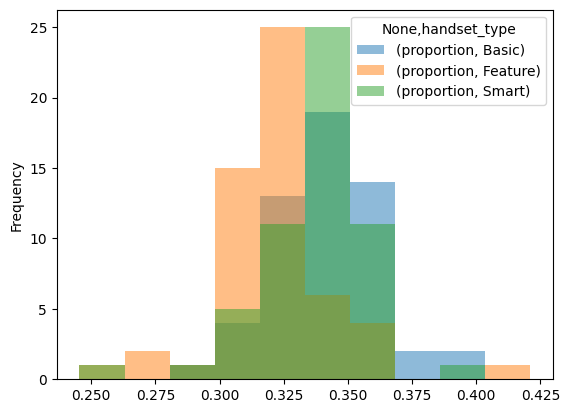 None,handset_type
(proportion, Basic)
(proportion, Feature)
(proportion, Smart)
Frequency
25
20
15
10
5
0
0.250 0.275 0.300 0.325 0.350 0.375 0.400 0.425